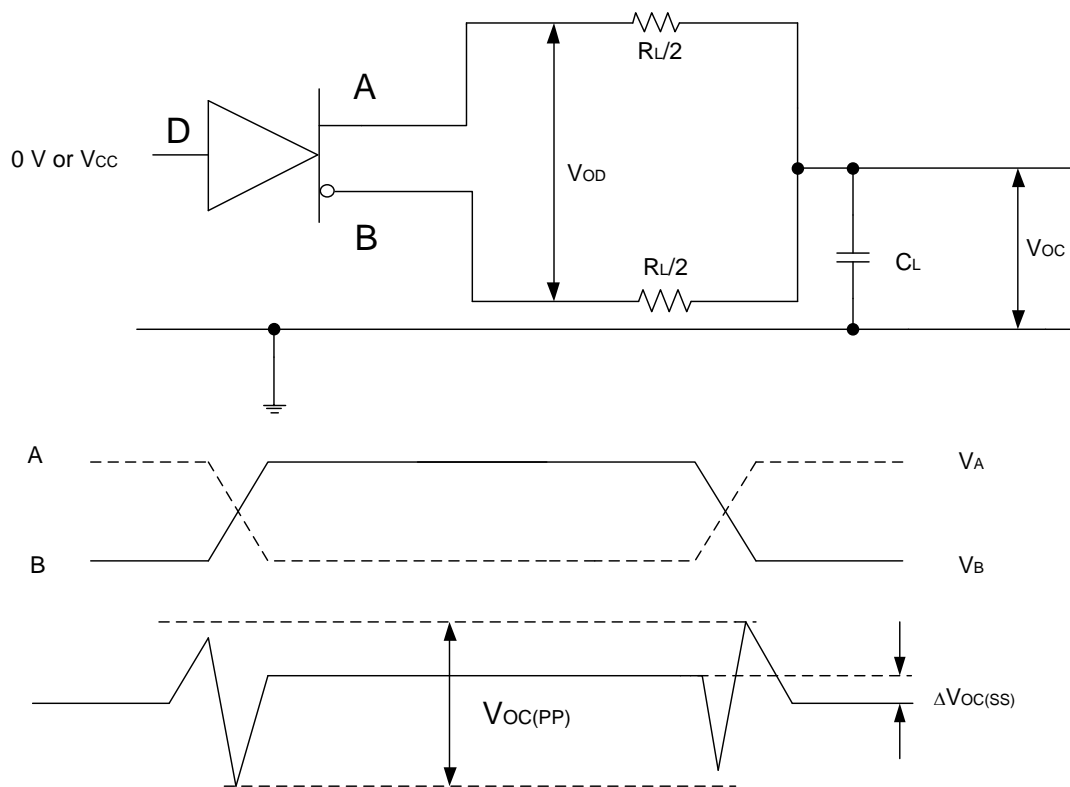 A
RL/2
D
0 V or VCC
VOD
B
RL/2
CL
VOC
A
VA
B
VB
VOC(PP)
ΔVOC(SS)